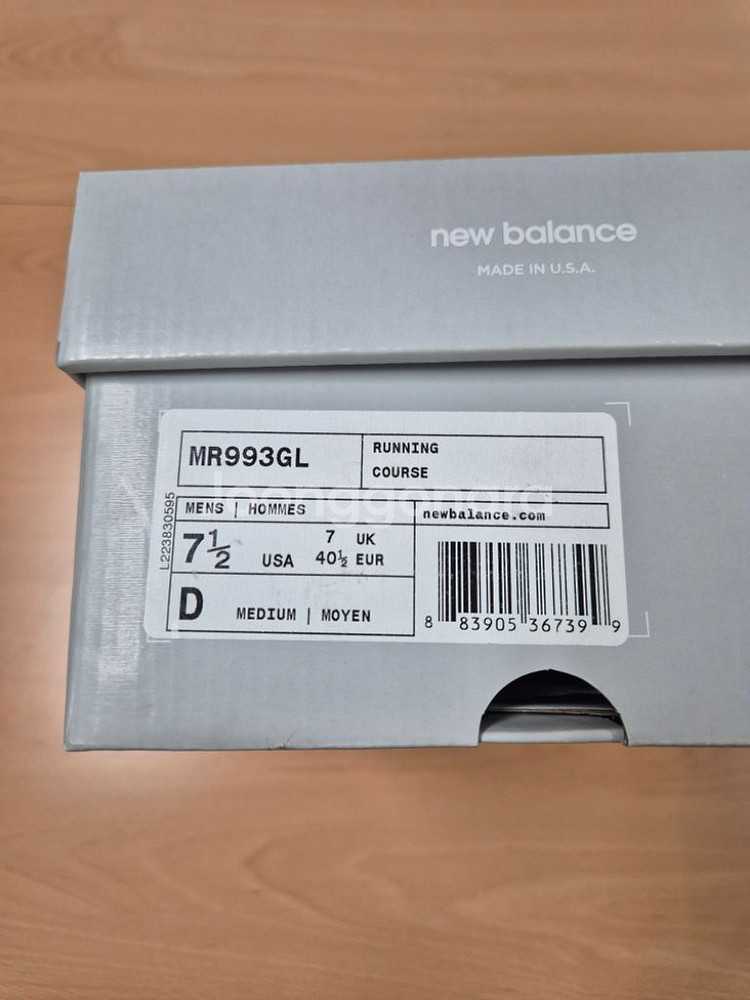 new balance
MADE IN U.S.A.
MR993GL
RUNNING
COURSE
L223830595
MENS | HOMMES
newbalance.com
7½ USA
7 UK
40½ EUR
D MEDIUM | MOYEN
8 83905 36739 9
joonggonara